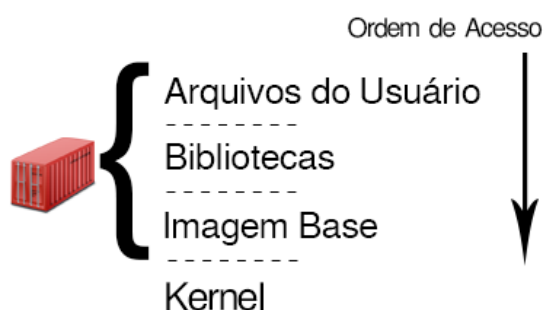 Ordem de Acesso
Arquivos do Usuário
Bibliotecas
Imagem Base
Kernel